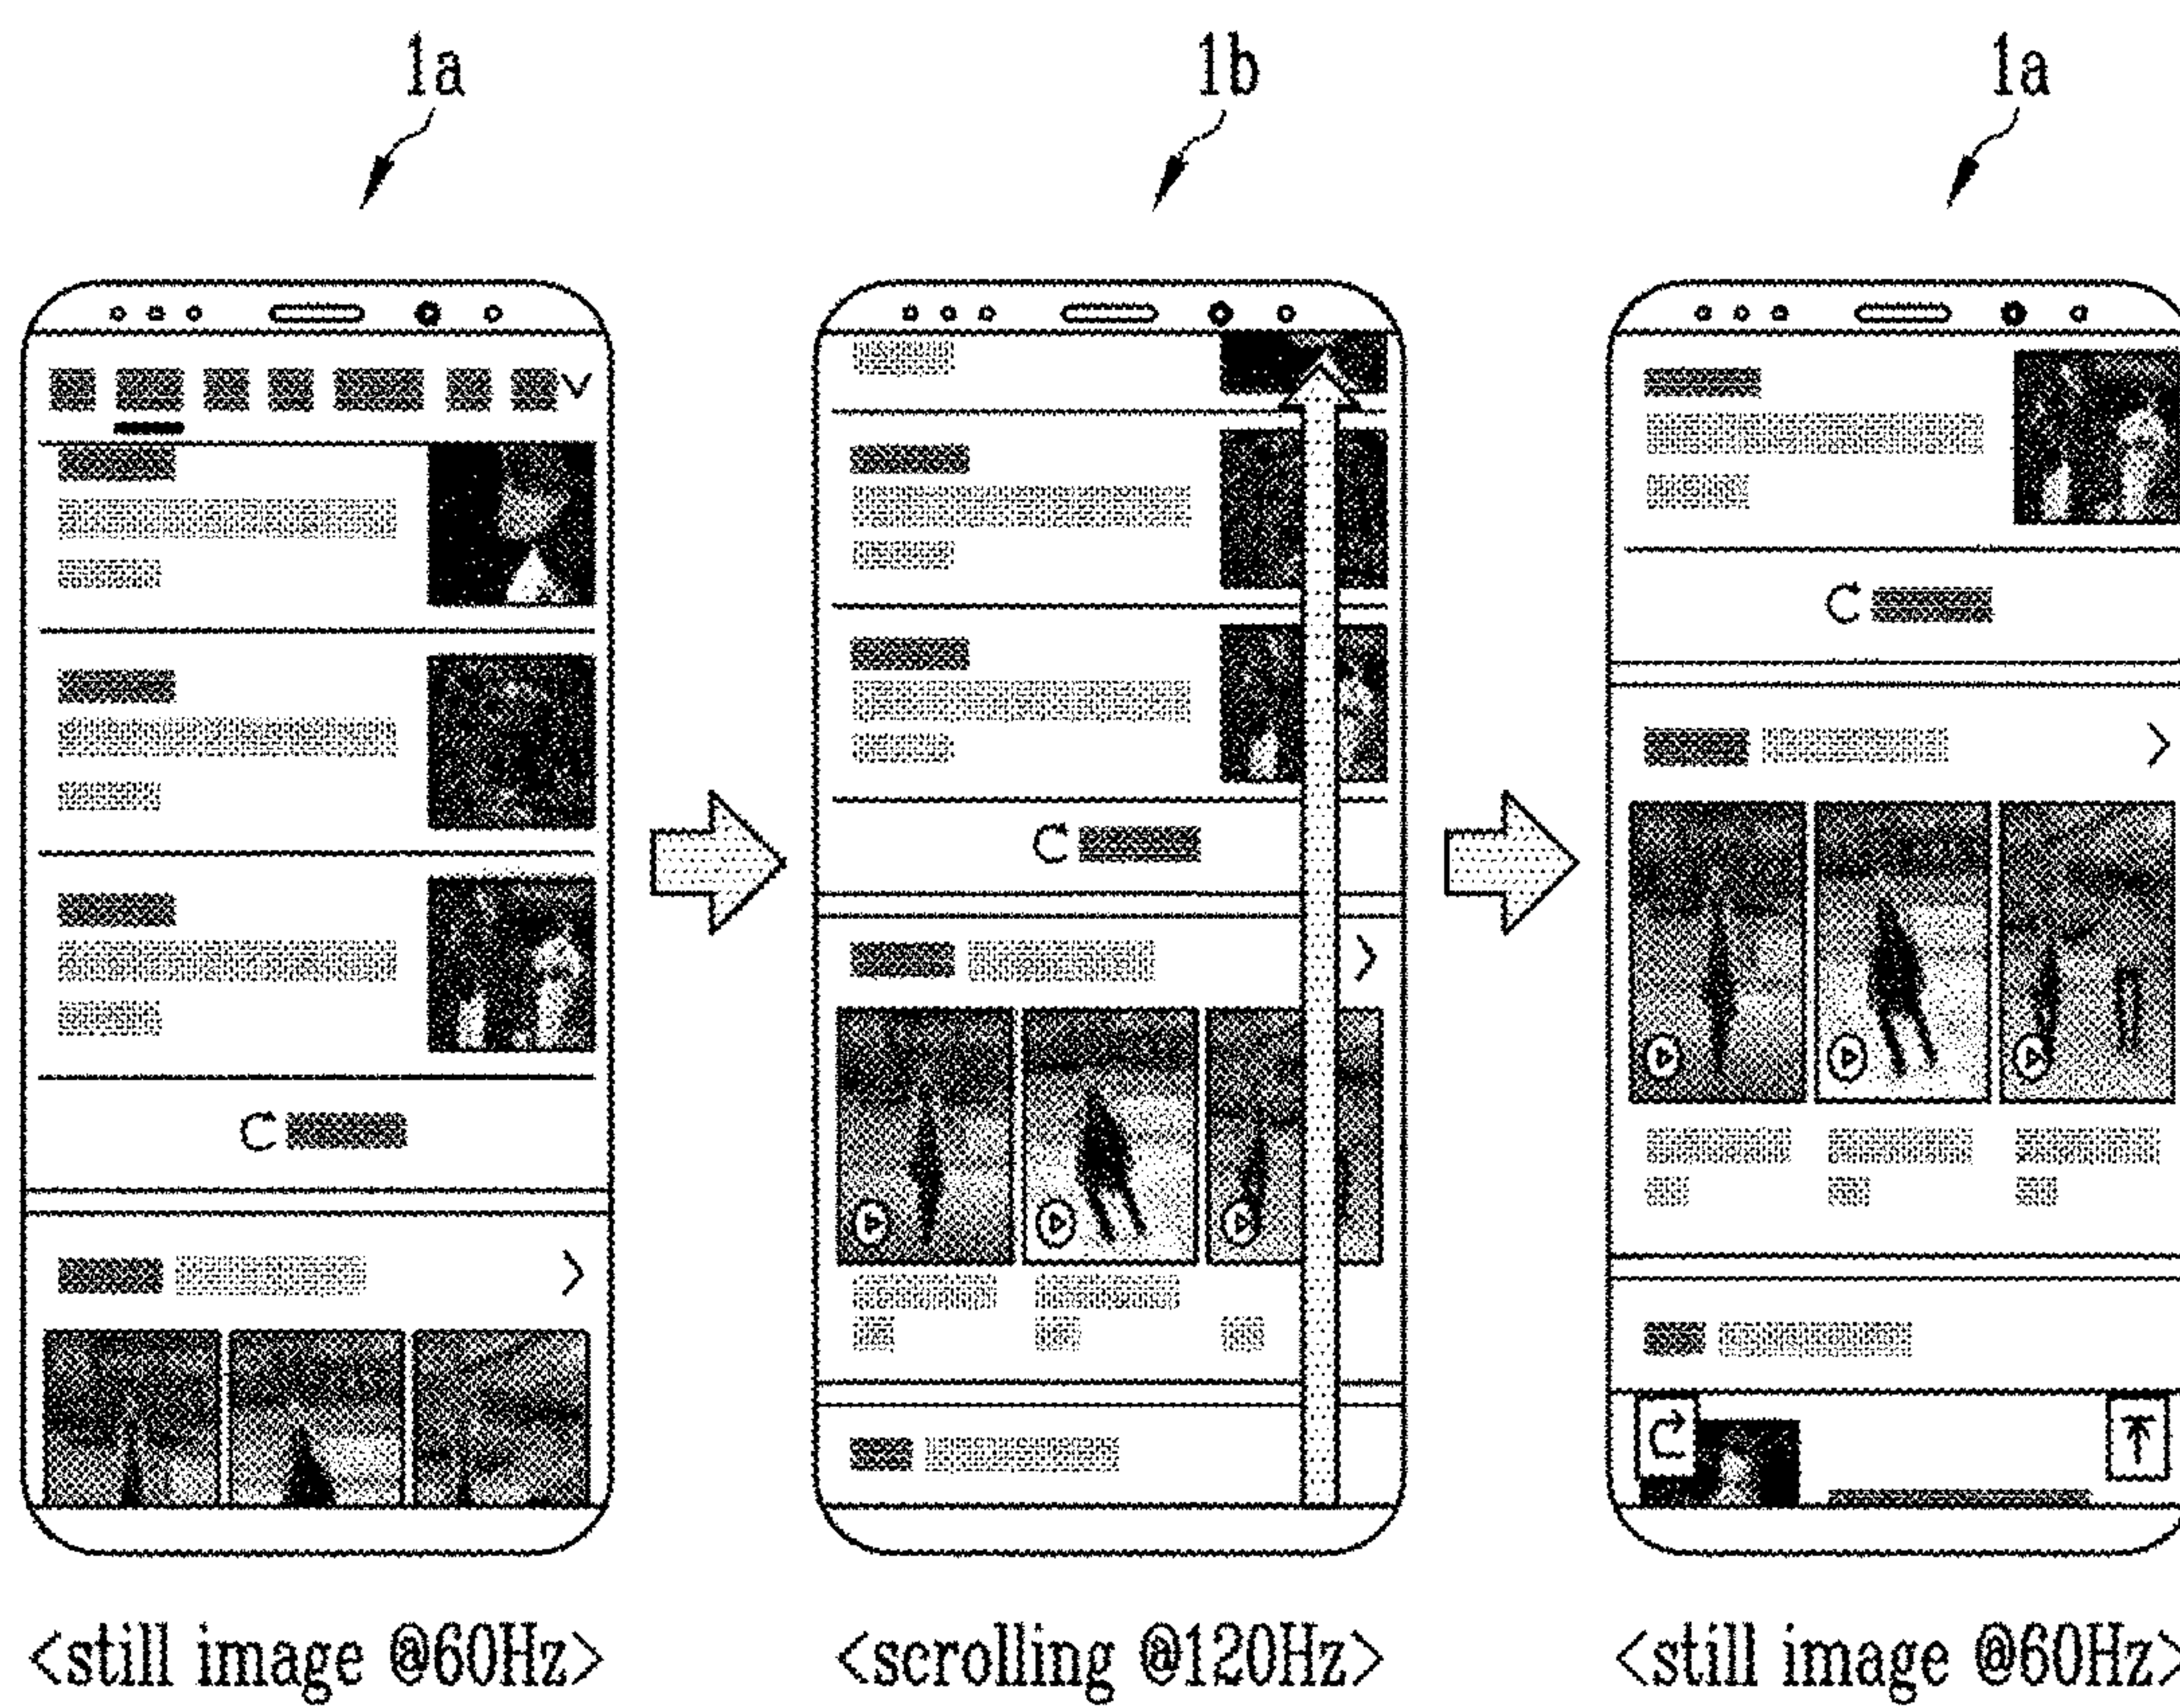 1a
1b
1a
<still image @60Hz>
<scrolling @120Hz>
<still image @60Hz>